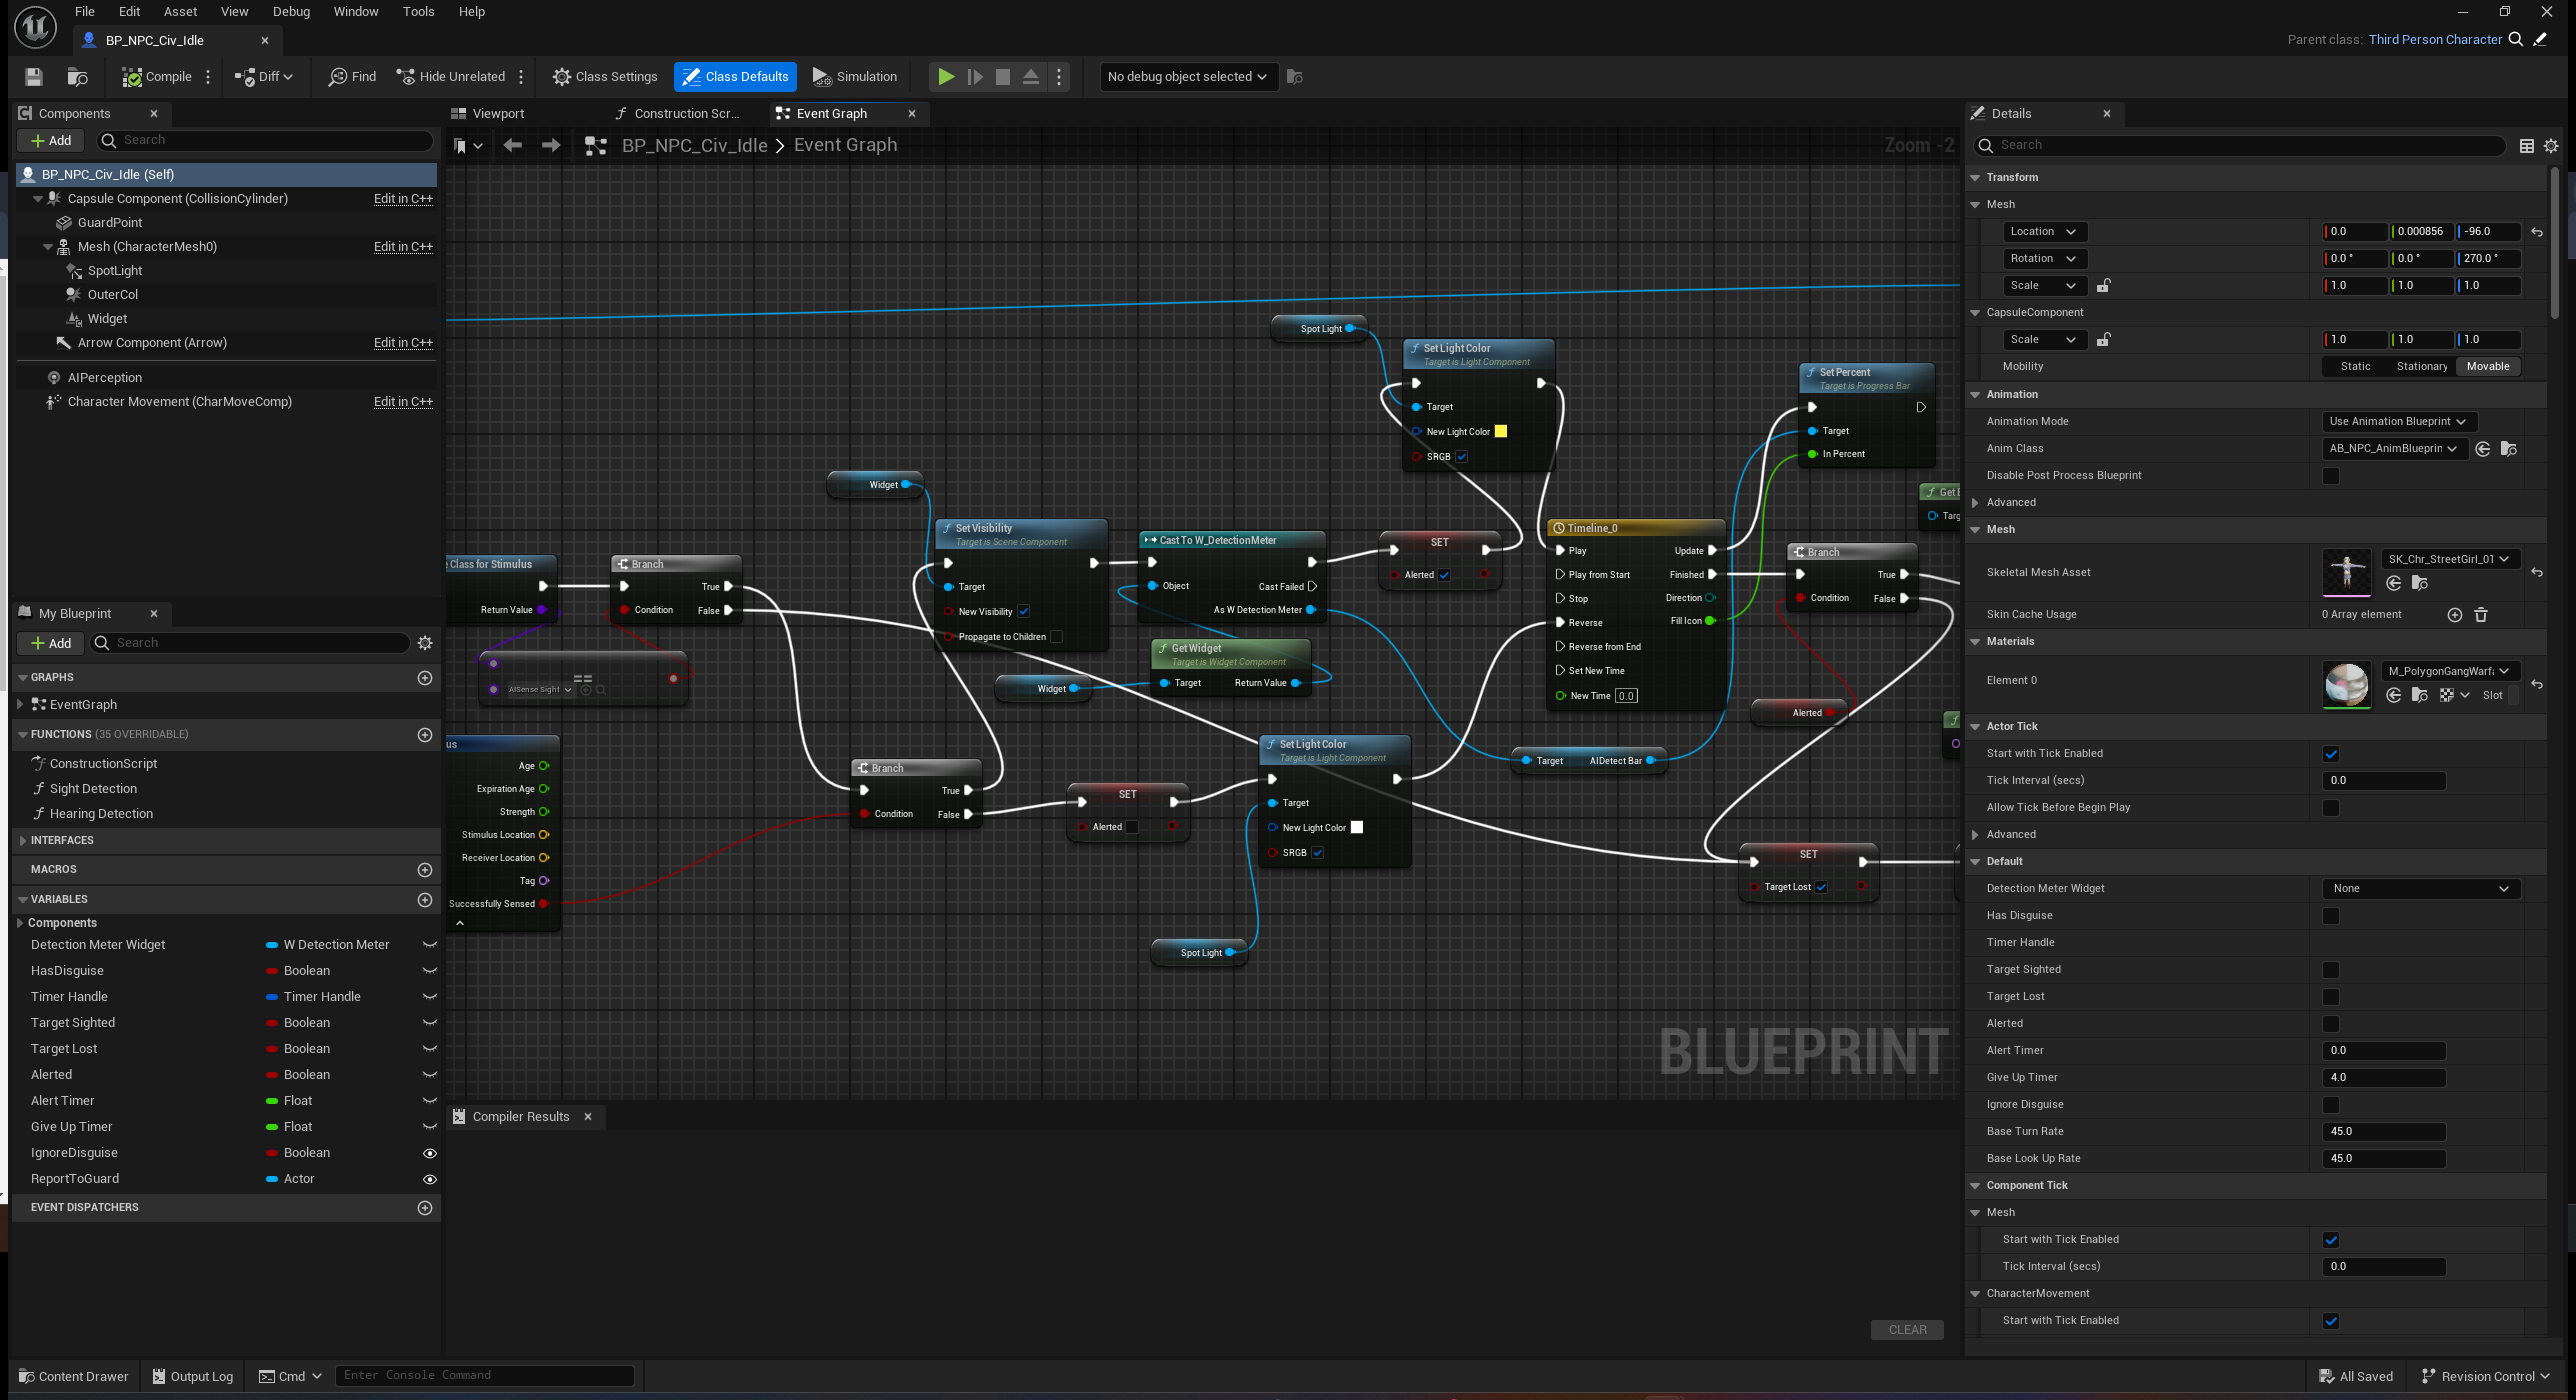 File Edit Asset View Debug Window Tools Help
BP_NPC_Civ_Idle
Parent class: Third Person Character
Compile Diff Find Hide Unrelated Class Settings Class Defaults Simulation No debug object selected
Components
Add Search
BP_NPC_Civ_Idle (Self)
Capsule Component (CollisionCylinder) Edit in C++
GuardPoint
Mesh (CharacterMesh0) Edit in C++
SpotLight
OuterCol
Widget
Arrow Component (Arrow) Edit in C++
AIPerception
Character Movement (CharMoveComp) Edit in C++
My Blueprint
Add Search
GRAPHS
EventGraph
FUNCTIONS (35 OVERRIDABLE)
ConstructionScript
Sight Detection
Hearing Detection
INTERFACES
MACROS
VARIABLES
Components
Detection Meter Widget W Detection Meter
HasDisguise Boolean
Timer Handle Timer Handle
Target Sighted Boolean
Target Lost Boolean
Alerted Boolean
Alert Timer Float
Give Up Timer Float
IgnoreDisguise Boolean
ReportToGuard Actor
EVENT DISPATCHERS
Viewport Construction Scr... Event Graph
BP_NPC_Civ_Idle > Event Graph
Zoom -2
Spot Light
Set Light Color
Target is Light Component
Target
New Light Color
SRGB
Set Percent
Target is Progress Bar
Target
In Percent
Get
Targ
Widget
Set Visibility
Target is Scene Component
Target
New Visibility
Propagate to Children
Cast To W_DetectionMeter
Object Cast Failed
As W Detection Meter
SET
Alerted
Timeline_0
Play Update
Play from Start Finished
Stop Direction
Reverse Fill Icon
Reverse from End
Set New Time
New Time 0.0
Branch
True
Condition False
Class for Stimulus
Return Value
Branch
True
Condition False
Get Widget
Target is Widget Component
Target Return Value
Widget
AISense Sight
==
Alerted
us
Age
Expiration Age
Strength
Stimulus Location
Receiver Location
Tag
Successfully Sensed
Branch
True
Condition False
SET
Alerted
Set Light Color
Target is Light Component
Target
New Light Color
SRGB
Target AIDetect Bar
SET
Target Lost
Spot Light
BLUEPRINT
Compiler Results
CLEAR
Details
Search
Transform
Mesh
Location 0.0 0.000856 -96.0
Rotation 0.0 ° 0.0 ° 270.0 °
Scale 1.0 1.0 1.0
CapsuleComponent
Scale 1.0 1.0 1.0
Mobility Static Stationary Movable
Animation
Animation Mode Use Animation Blueprint
Anim Class AB_NPC_AnimBlueprin
Disable Post Process Blueprint
Advanced
Mesh
Skeletal Mesh Asset SK_Chr_StreetGirl_01
Skin Cache Usage 0 Array element
Materials
Element 0 M_PolygonGangWarf
Slot
Actor Tick
Start with Tick Enabled
Tick Interval (secs) 0.0
Allow Tick Before Begin Play
Advanced
Default
Detection Meter Widget None
Has Disguise
Timer Handle
Target Sighted
Target Lost
Alerted
Alert Timer 0.0
Give Up Timer 4.0
Ignore Disguise
Base Turn Rate 45.0
Base Look Up Rate 45.0
Component Tick
Mesh
Start with Tick Enabled
Tick Interval (secs) 0.0
CharacterMovement
Start with Tick Enabled
Content Drawer Output Log Cmd Enter Console Command All Saved Revision Control